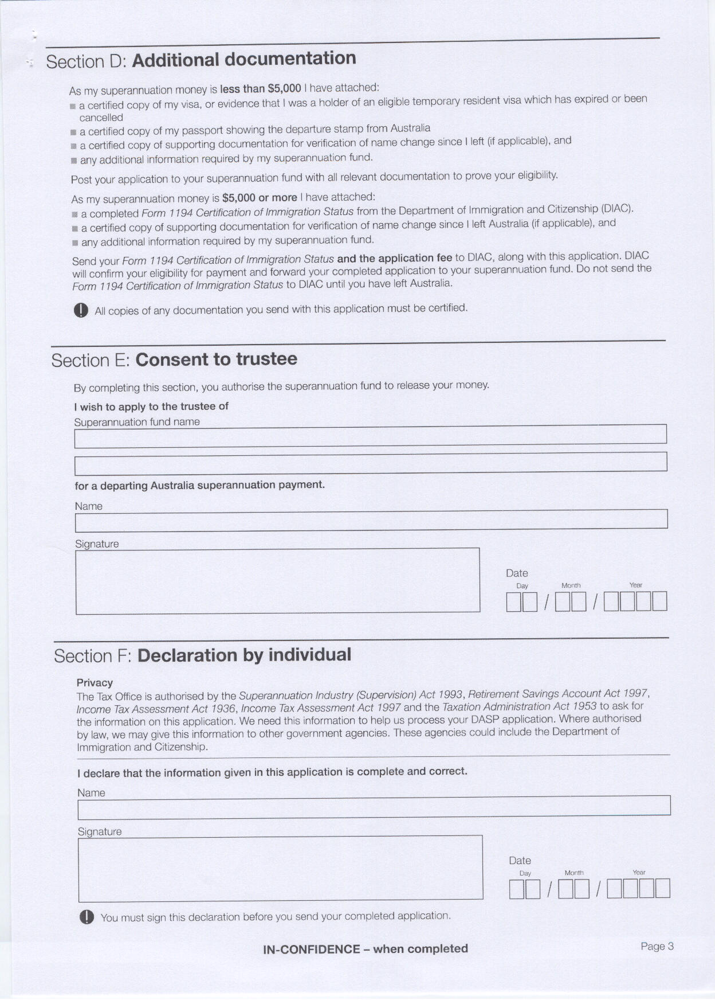 Section D: Additional documentation
As my superannuation money is less than $5,000 I have attached:
a certified copy of my visa, or evidence that I was a holder of an eligible temporary resident visa which has expired or been
cancelled
a certified copy of my passport showing the departure stamp from Australia
a certified copy of supporting documentation for verification of name change since I left (if applicable), and
any additional information required by my superannuation fund.
Post your application to your superannuation fund with all relevant documentation to prove your eligibility.
As my superannuation money is $5,000 or more I have attached:
a completed Form 1194 Certification of Immigration Status from the Department of Immigration and Citizenship (DIAC).
a certified copy of supporting documentation for verification of name change since I left Australia (if applicable), and
any additional information required by my superannuation fund.
Send your Form 1194 Certification of Immigration Status and the application fee to DIAC, along with this application. DIAC
will confirm your eligibility for payment and forward your completed application to your superannuation fund. Do not send the
Form 1194 Certification of Immigration Status to DIAC until you have left Australia.
! All copies of any documentation you send with this application must be certified.
Section E: Consent to trustee
By completing this section, you authorise the superannuation fund to release your money.
I wish to apply to the trustee of
Superannuation fund name
for a departing Australia superannuation payment.
Name
Signature
Date
Day Month Year
/ /
Section F: Declaration by individual
Privacy
The Tax Office is authorised by the Superannuation Industry (Supervision) Act 1993, Retirement Savings Account Act 1997,
Income Tax Assessment Act 1936, Income Tax Assessment Act 1997 and the Taxation Administration Act 1953 to ask for
the information on this application. We need this information to help us process your DASP application. Where authorised
by law, we may give this information to other government agencies. These agencies could include the Department of
Immigration and Citizenship.
I declare that the information given in this application is complete and correct.
Name
Signature
Date
Day Month Year
/ /
! You must sign this declaration before you send your completed application.
IN-CONFIDENCE – when completed
Page 3